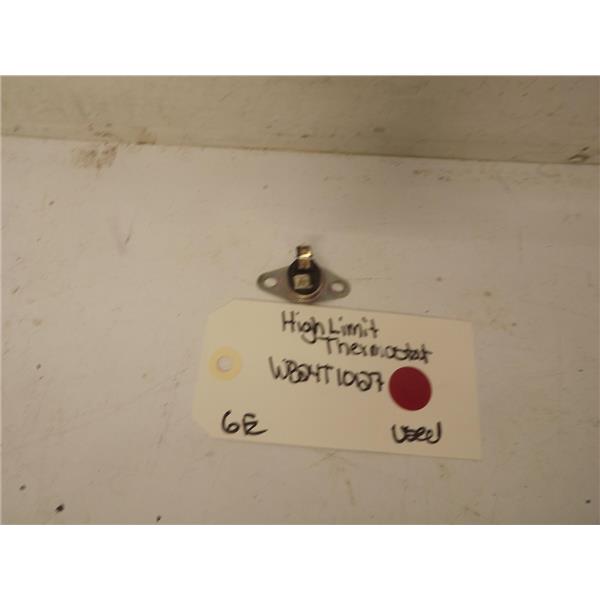 High Limit
Thermostat
WB24T10027
GE
used